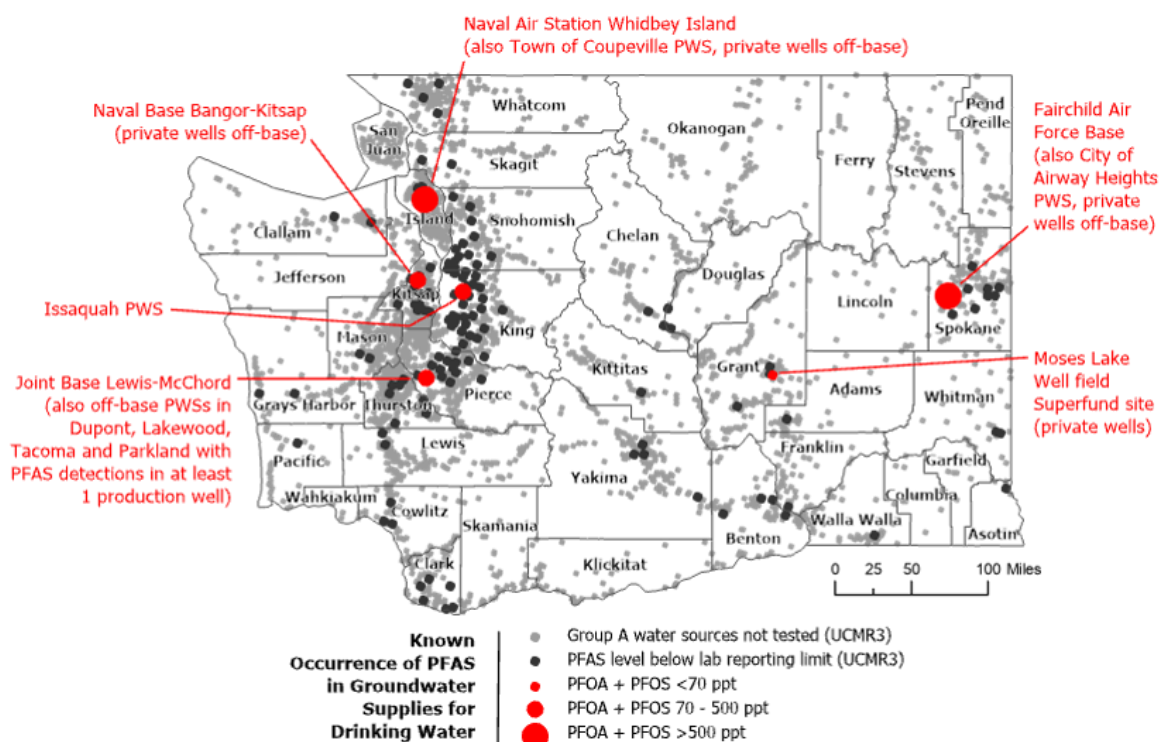 Naval Air Station Whidbey Island
(also Town of Coupeville PWS, private wells off-base)
Naval Base Bangor-Kitsap
(private wells off-base)
Fairchild Air
Force Base
(also City of
Airway Heights
PWS, private
wells off-base)
Issaquah PWS
Joint Base Lewis-McChord
(also off-base PWSs in
Dupont, Lakewood,
Tacoma and Parkland with
PFAS detections in at least
1 production well)
Moses Lake
Well field
Superfund site
(private wells)
Whatcom
San
Juan
Skagit
Okanogan
Ferry
Stevens
Pend
Oreille
Island
Snohomish
Clallam
Chelan
Douglas
Jefferson
Kitsap
King
Lincoln
Spokane
Mason
Grays Harbor
Thurston
Pierce
Kittitas
Grant
Adams
Whitman
Pacific
Lewis
Yakima
Franklin
Garfield
Wahkiakum
Cowlitz
Skamania
Benton
Walla Walla
Columbia
Asotin
Clark
Klickitat
0 25 50 100 Miles
Known
Occurrence of PFAS
in Groundwater
Supplies for
Drinking Water
Group A water sources not tested (UCMR3)
PFAS level below lab reporting limit (UCMR3)
PFOA + PFOS <70 ppt
PFOA + PFOS 70 - 500 ppt
PFOA + PFOS >500 ppt